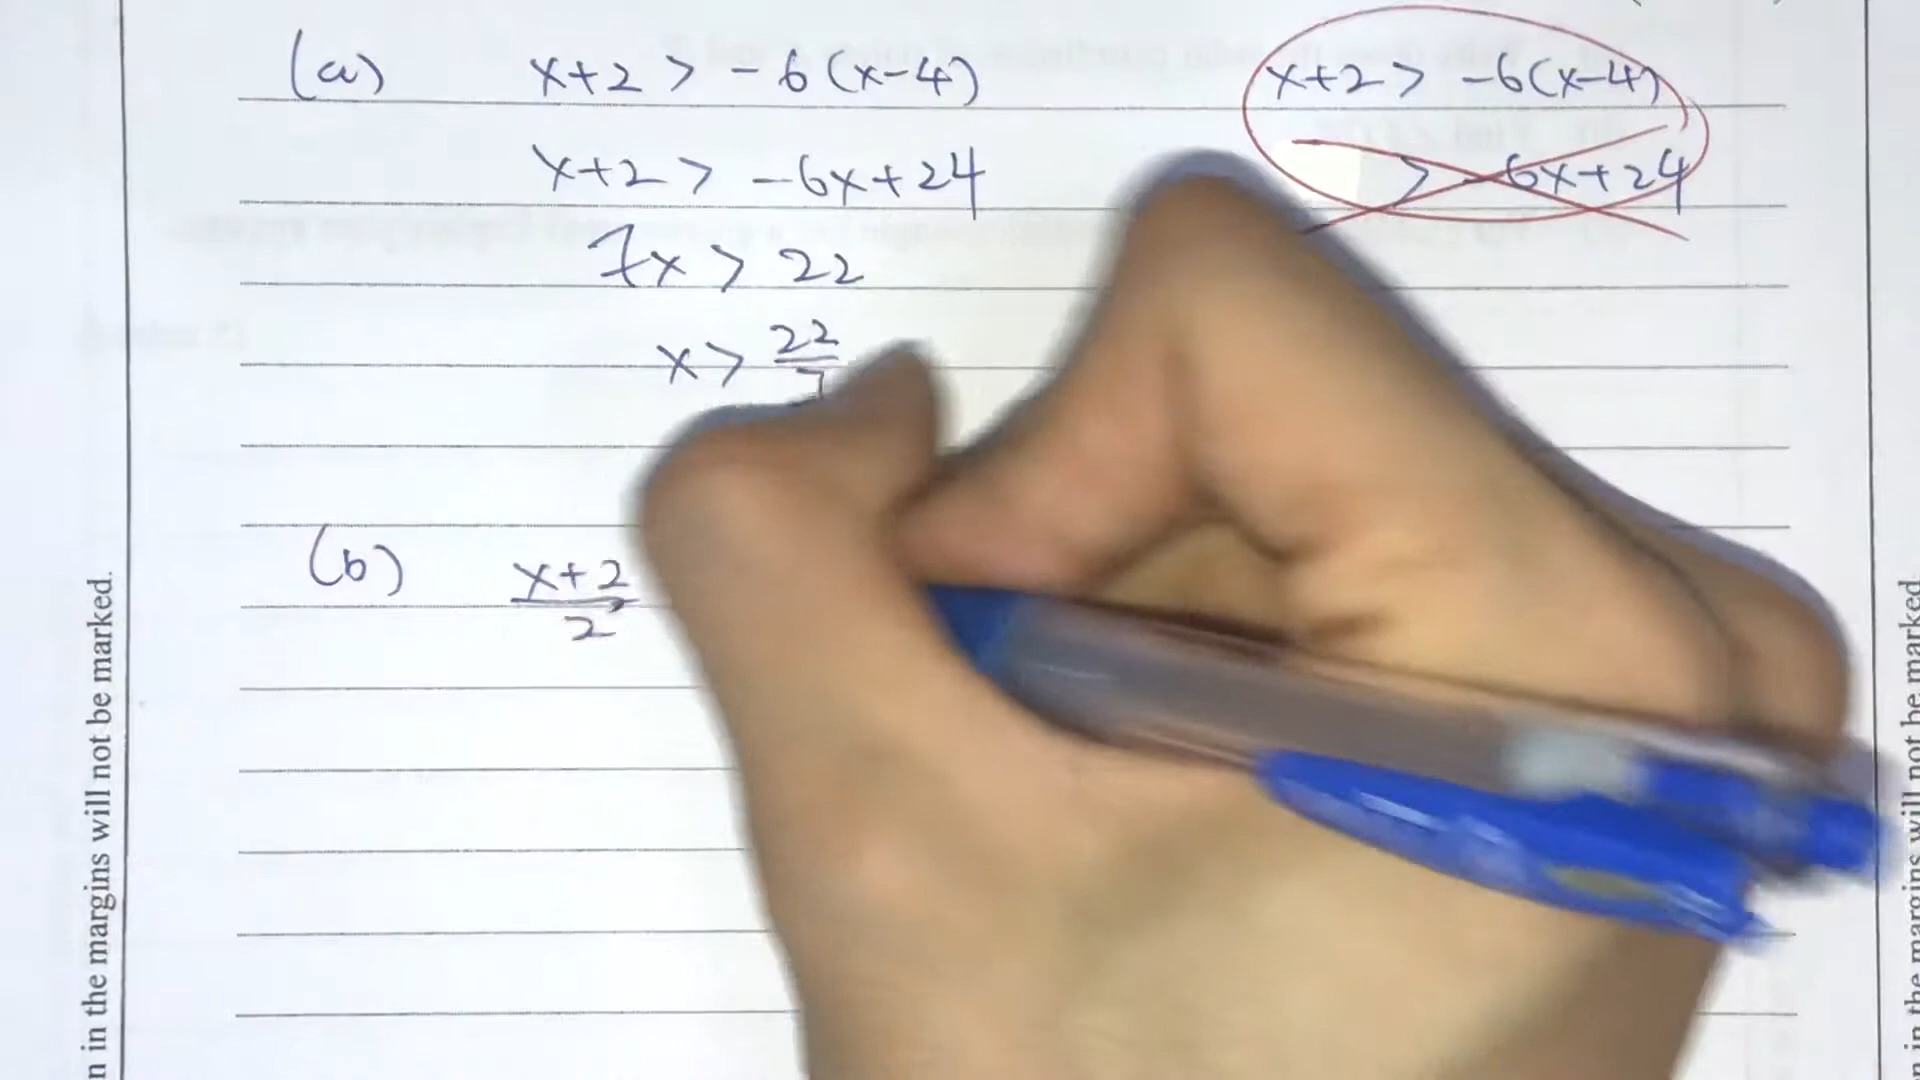 (a) x+2 > -6(x-4)
x+2 > -6x+24
7x > 22
x > 22/7
x+2 > -6(x-4)
> -6x+24
(b) x+2/2
n in the margins will not be marked.
n in the margins will not be marked.